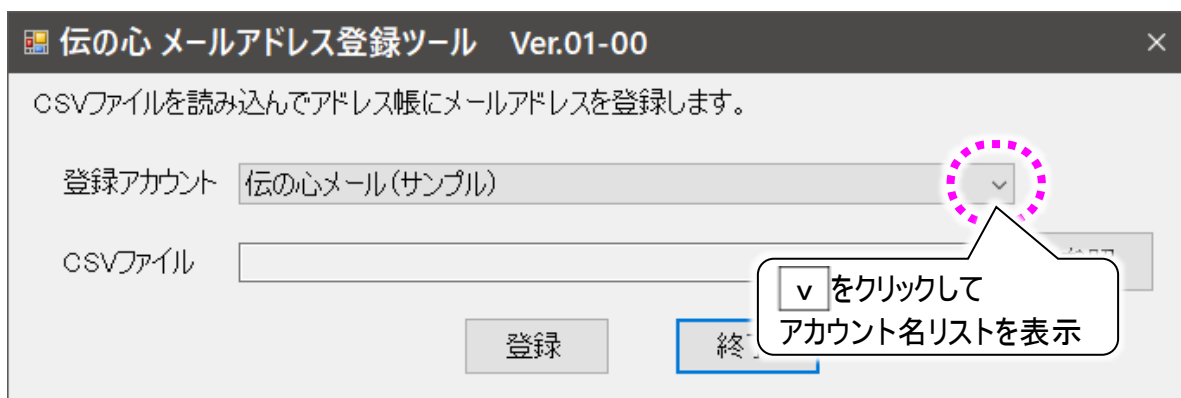 伝の心 メールアドレス登録ツール Ver.01-00
CSVファイルを読み込んでアドレス帳にメールアドレスを登録します。
登録アカウント 伝の心メール(サンプル)
CSVファイル
v をクリックして
アカウント名リストを表示
登録